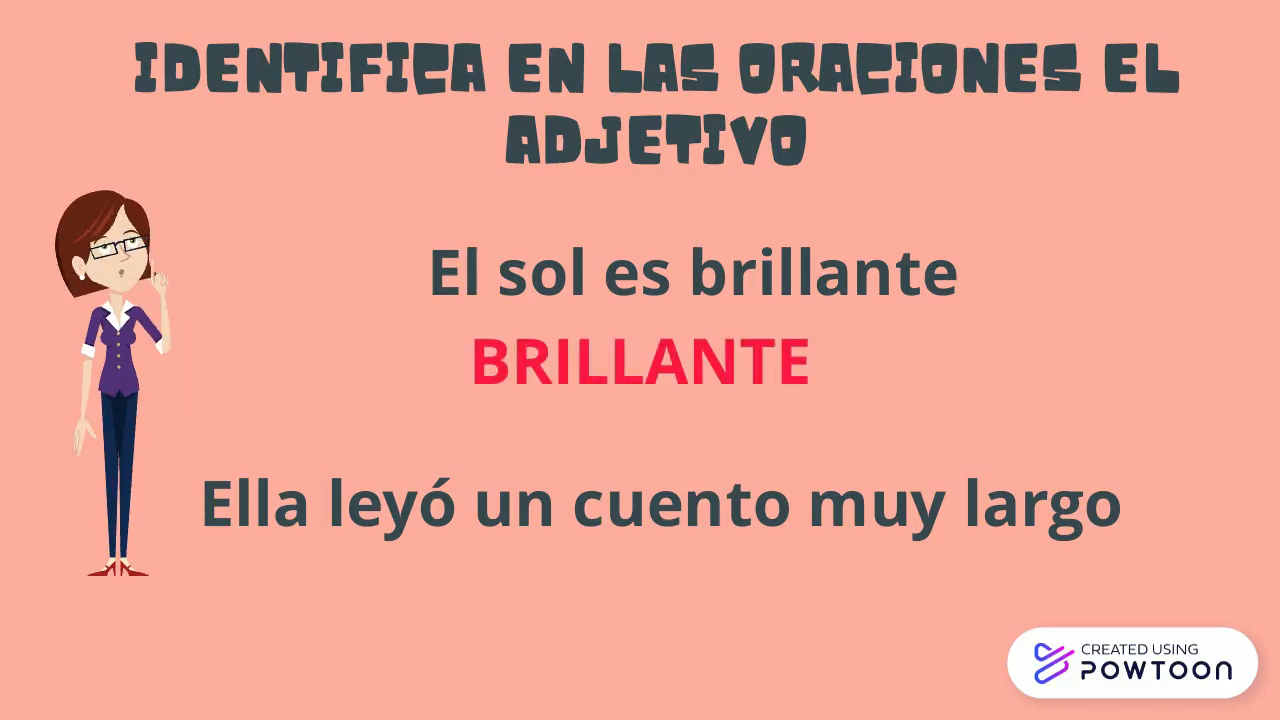 IDENTIFICA EN LAS ORACIONES EL
ADJETIVO
El sol es brillante
BRILLANTE
Ella leyó un cuento muy largo
CREATED USING
POWTOON